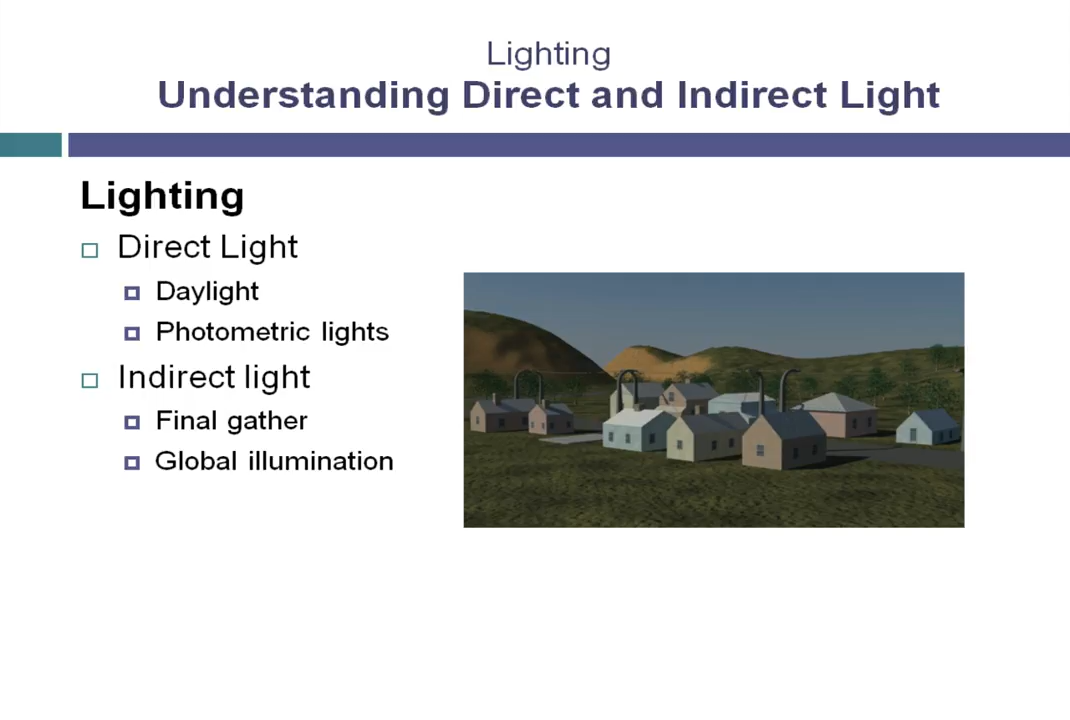 Lighting
Understanding Direct and Indirect Light
Lighting
Direct Light
Daylight
Photometric lights
Indirect light
Final gather
Global illumination